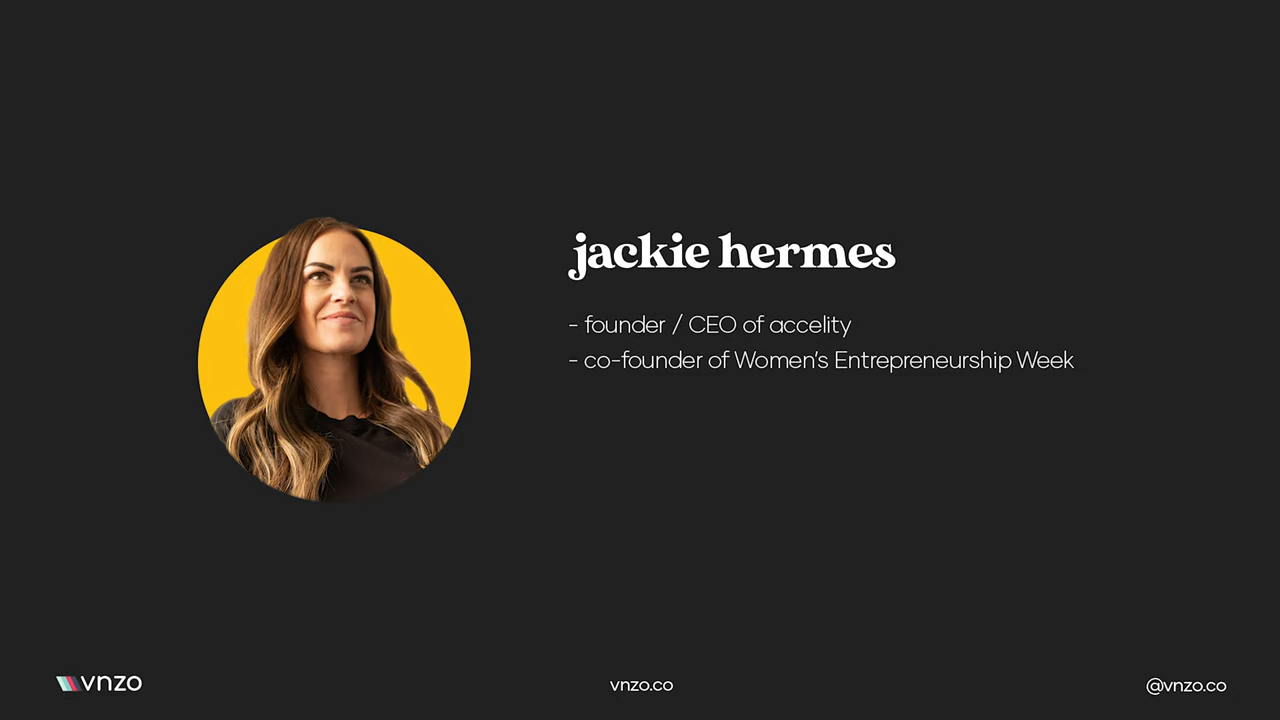 jackie hermes
- founder / CEO of accelity
- co-founder of Women's Entrepreneurship Week
vnzo
vnzo.co
@vnzo.co